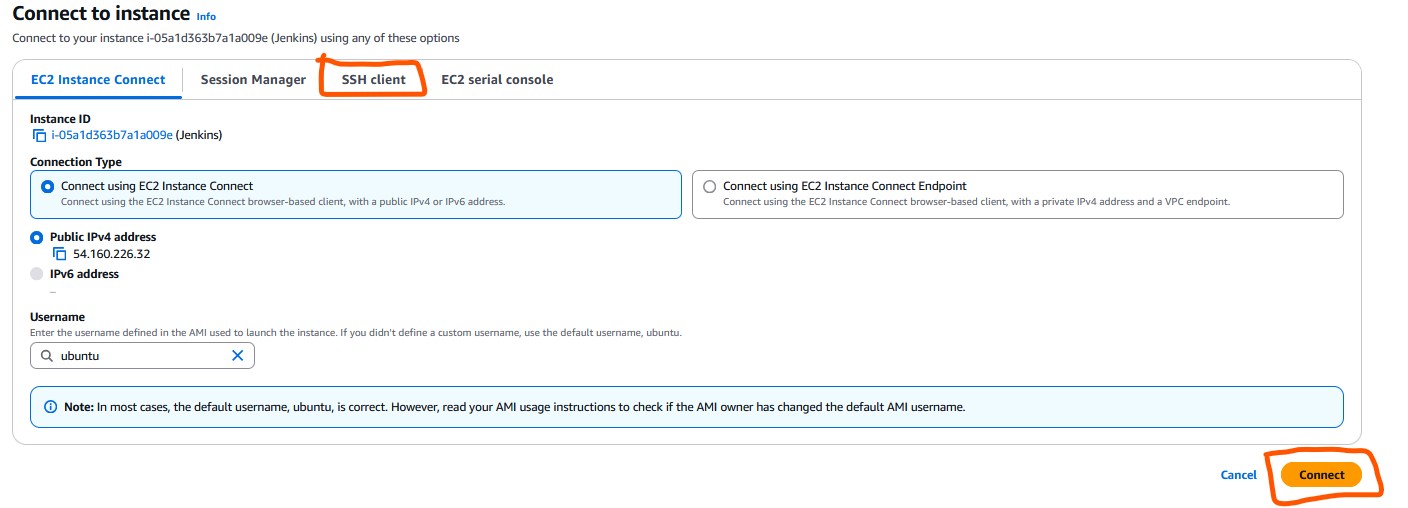 Connect to instance Info
Connect to your instance i-05a1d363b7a1a009e (Jenkins) using any of these options
EC2 Instance Connect Session Manager SSH client EC2 serial console
Instance ID
i-05a1d363b7a1a009e (Jenkins)
Connection Type
Connect using EC2 Instance Connect
Connect using the EC2 Instance Connect browser-based client, with a public IPv4 or IPv6 address.
Connect using EC2 Instance Connect Endpoint
Connect using the EC2 Instance Connect browser-based client, with a private IPv4 address and a VPC endpoint.
Public IPv4 address
54.160.226.32
IPv6 address
–
Username
Enter the username defined in the AMI used to launch the instance. If you didn't define a custom username, use the default username, ubuntu.
ubuntu
Note: In most cases, the default username, ubuntu, is correct. However, read your AMI usage instructions to check if the AMI owner has changed the default AMI username.
Cancel Connect